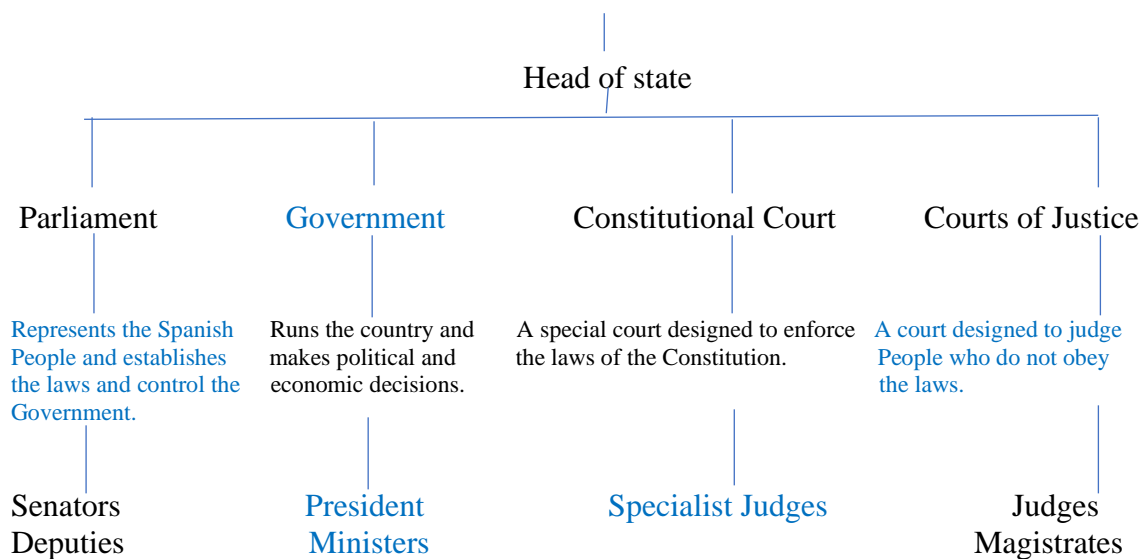 Head of state
Parliament
Government
Constitutional Court
Courts of Justice
Represents the Spanish
People and establishes
the laws and control the
Government.
Runs the country and
makes political and
economic decisions.
A special court designed to enforce
the laws of the Constitution.
A court designed to judge
People who do not obey
the laws.
Senators
Deputies
President
Ministers
Specialist Judges
Judges
Magistrates